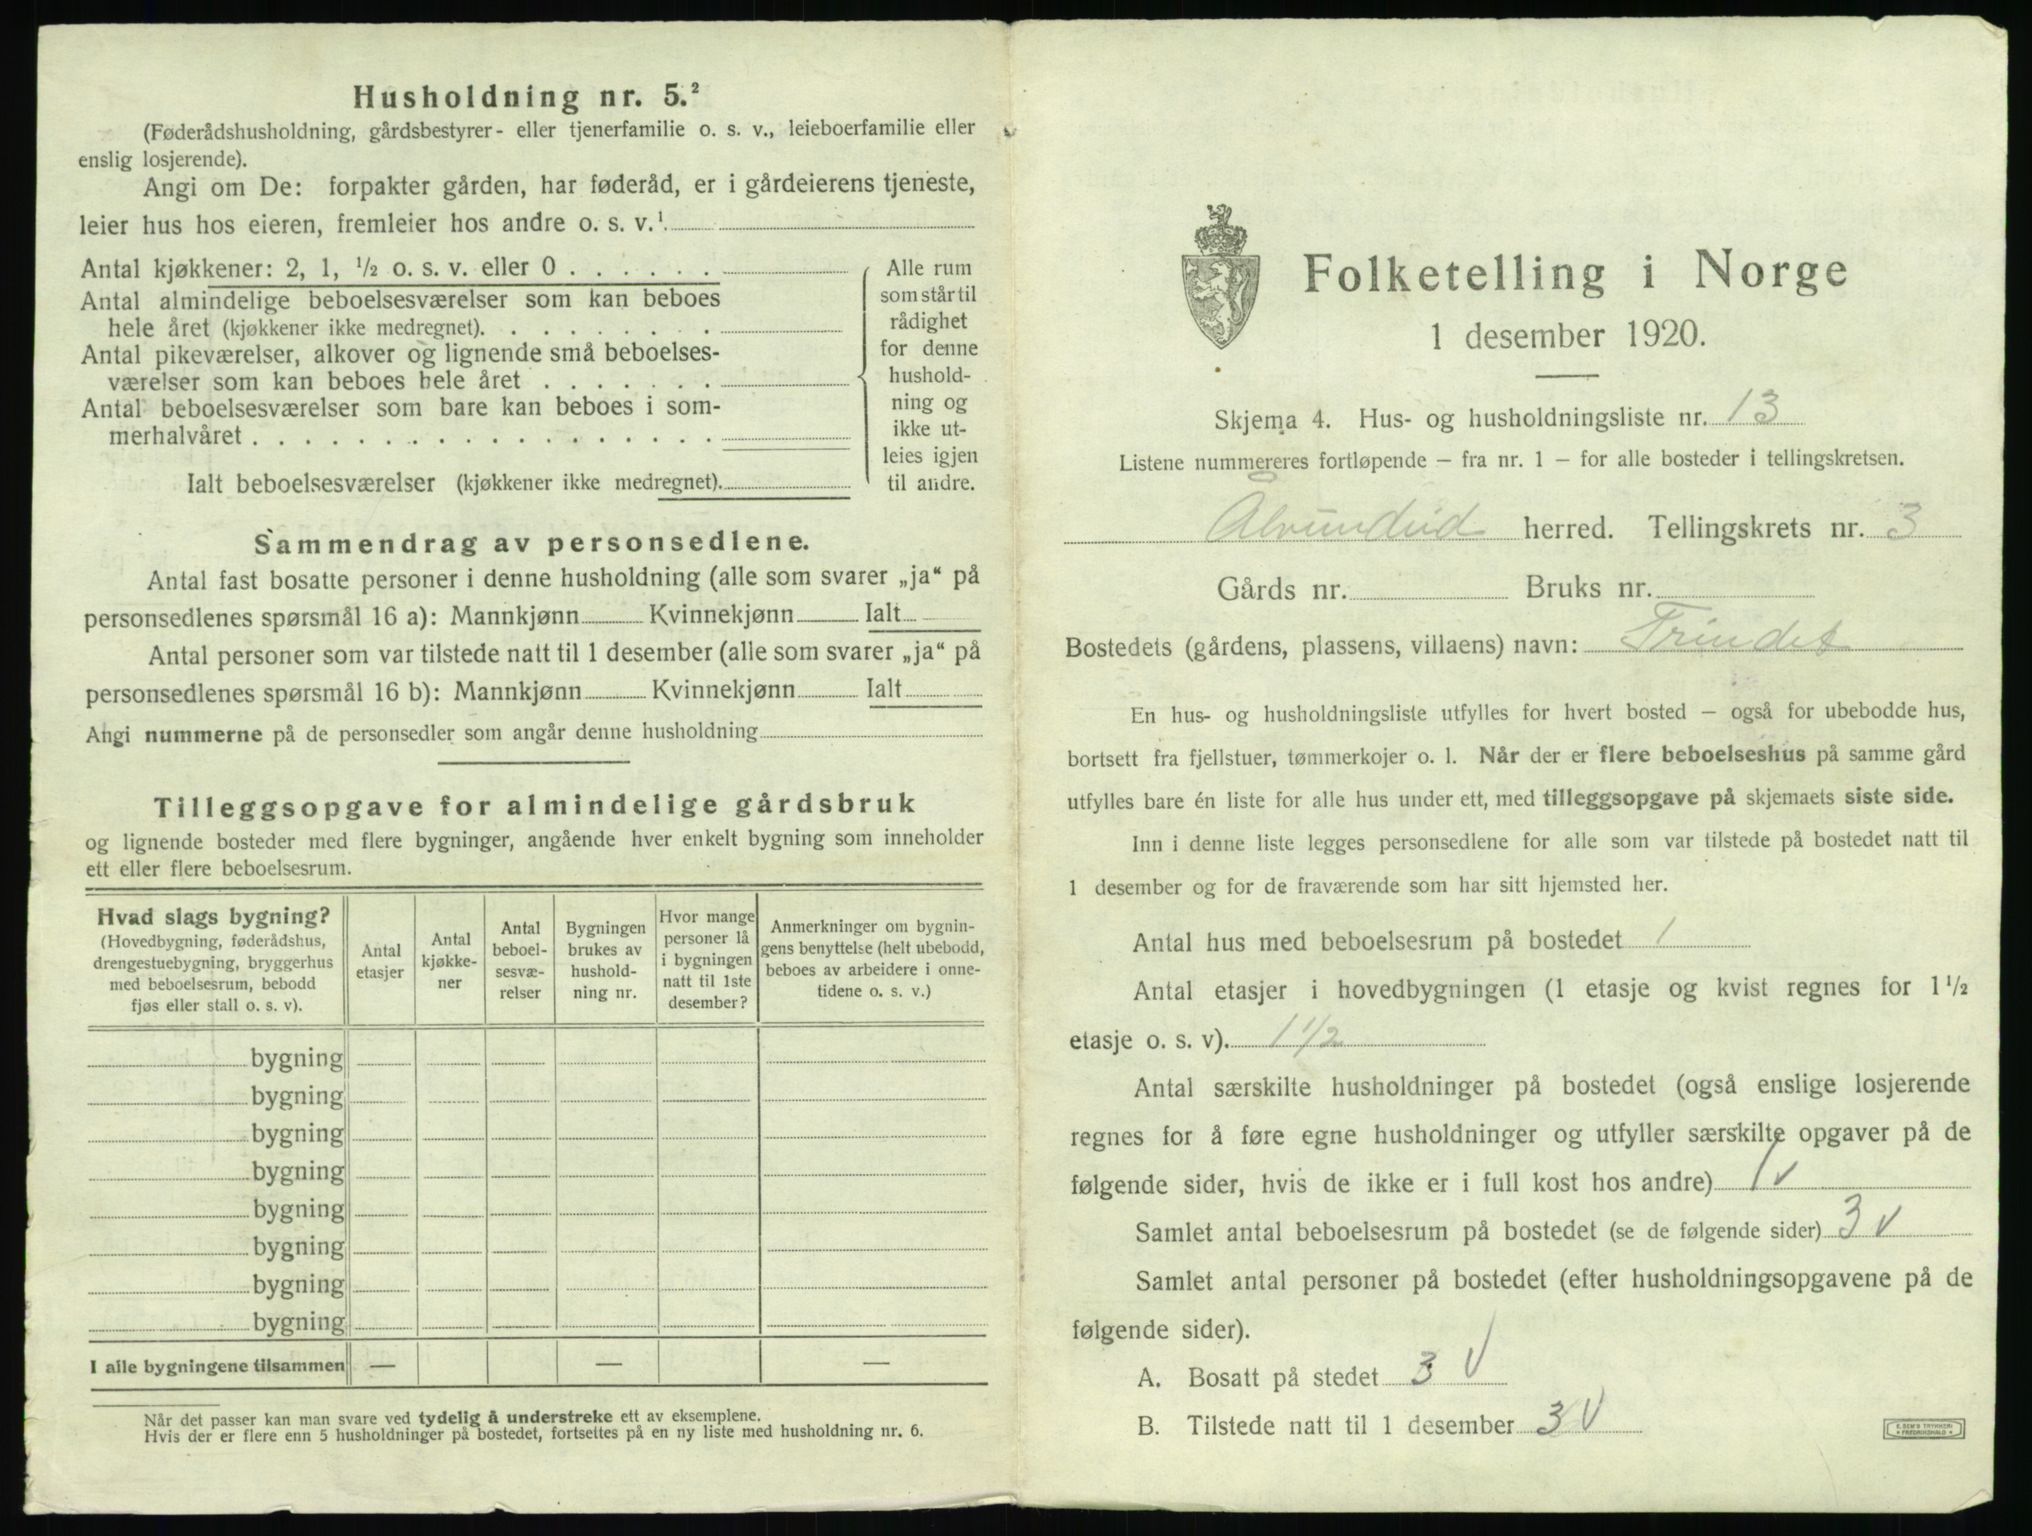 Husholdning nr. 5.²
(Føderådshusholdning, gårdsbestyrer- eller tjenerfamilie o. s. v., leieboerfamilie eller
enslig losjerende).
Angi om De: forpakter gården, har føderåd, er i gårdeierens tjeneste,
leier hus hos eieren, fremleier hos andre o. s. v.¹
Antal kjøkkener: 2, 1, ½ o. s. v. eller 0 . . . . . .
Antal almindelige beboelsesværelser som kan beboes
hele året (kjøkkener ikke medregnet). . . . . . . . .
Antal pikeværelser, alkover og lignende små beboelses-
værelser som kan beboes hele året . . . . . . .
Antal beboelsesværelser som bare kan beboes i som-
merhalvåret . . . . . . . . . . . . . . . . . .
Ialt beboelsesværelser (kjøkkener ikke medregnet).
Alle rum
som står til
rådighet
for denne
hushold-
ning og
ikke ut-
leies igjen
til andre.
Sammendrag av personsedlene.
Antal fast bosatte personer i denne husholdning (alle som svarer „ja“ på
personsedlenes spørsmål 16 a): Mannkjønn Kvinnekjønn Ialt
Antal personer som var tilstede natt til 1 desember (alle som svarer „ja“ på
personsedlenes spørsmål 16 b): Mannkjønn Kvinnekjønn Ialt
Angi nummerne på de personsedler som angår denne husholdning
Tilleggsopgave for almindelige gårdsbruk
og lignende bosteder med flere bygninger, angående hver enkelt bygning som inneholder
ett eller flere beboelsesrum.
Hvad slags bygning?
(Hovedbygning, føderådshus,
drengestuebygning, bryggerhus
med beboelsesrum, bebodd
fjøs eller stall o. s. v).
Antal
etasjer
Antal
kjøkke-
ner
Antal
beboel-
sesvæ-
relser
Bygningen
brukes av
hushold-
ning nr.
Hvor mange
personer lå
i bygningen
natt til 1ste
desember?
Anmerkninger om bygnin-
gens benyttelse (helt ubebodd,
beboes av arbeidere i onne-
tidene o. s. v.)
bygning
bygning
bygning
bygning
bygning
bygning
bygning
bygning
I alle bygningene tilsammen — — —
Når det passer kan man svare ved tydelig å understreke ett av eksemplene.
Hvis der er flere enn 5 husholdninger på bostedet, fortsettes på en ny liste med husholdning nr. 6.
Folketelling i Norge
1 desember 1920.
Skjema 4. Hus- og husholdningsliste nr. 13
Listene nummereres fortløpende – fra nr. 1 – for alle bosteder i tellingskretsen.
Ålvundeid herred. Tellingskrets nr. 3
Gårds nr. Bruks nr.
Bostedets (gårdens, plassens, villaens) navn: Trindet
En hus- og husholdningsliste utfylles for hvert bosted – også for ubebodde hus,
bortsett fra fjellstuer, tømmerkojer o. l. Når der er flere beboelseshus på samme gård
utfylles bare én liste for alle hus under ett, med tilleggsopgave på skjemaets siste side.
Inn i denne liste legges personsedlene for alle som var tilstede på bostedet natt til
1 desember og for de fraværende som har sitt hjemsted her.
Antal hus med beboelsesrum på bostedet 1
Antal etasjer i hovedbygningen (1 etasje og kvist regnes for 1½
etasje o. s. v). 1½
Antal særskilte husholdninger på bostedet (også enslige losjerende
regnes for å føre egne husholdninger og utfyller særskilte opgaver på de
følgende sider, hvis de ikke er i full kost hos andre) 1 v
Samlet antal beboelsesrum på bostedet (se de følgende sider) 3 v
Samlet antal personer på bostedet (efter husholdningsopgavene på de
følgende sider).
A. Bosatt på stedet 3 v
B. Tilstede natt til 1 desember 3 v
E. SEM'S TRYKKERI
* FREDRIKSHALD *